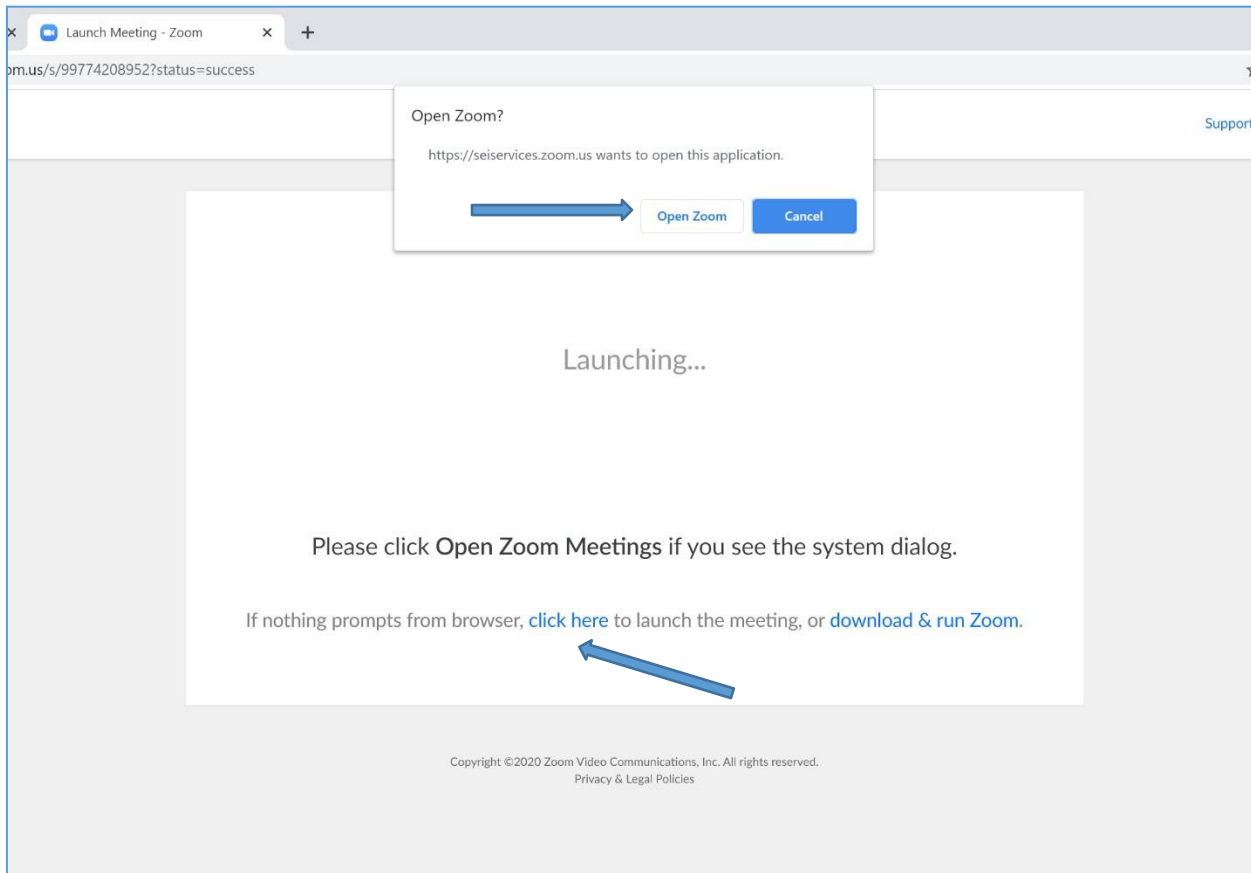 Launch Meeting - Zoom
om.us/s/99774208952?status=success
Open Zoom?
https://seiservices.zoom.us wants to open this application.
Open Zoom Cancel
Support
Launching...
Please click Open Zoom Meetings if you see the system dialog.
If nothing prompts from browser, click here to launch the meeting, or download & run Zoom.
Copyright ©2020 Zoom Video Communications, Inc. All rights reserved.
Privacy & Legal Policies